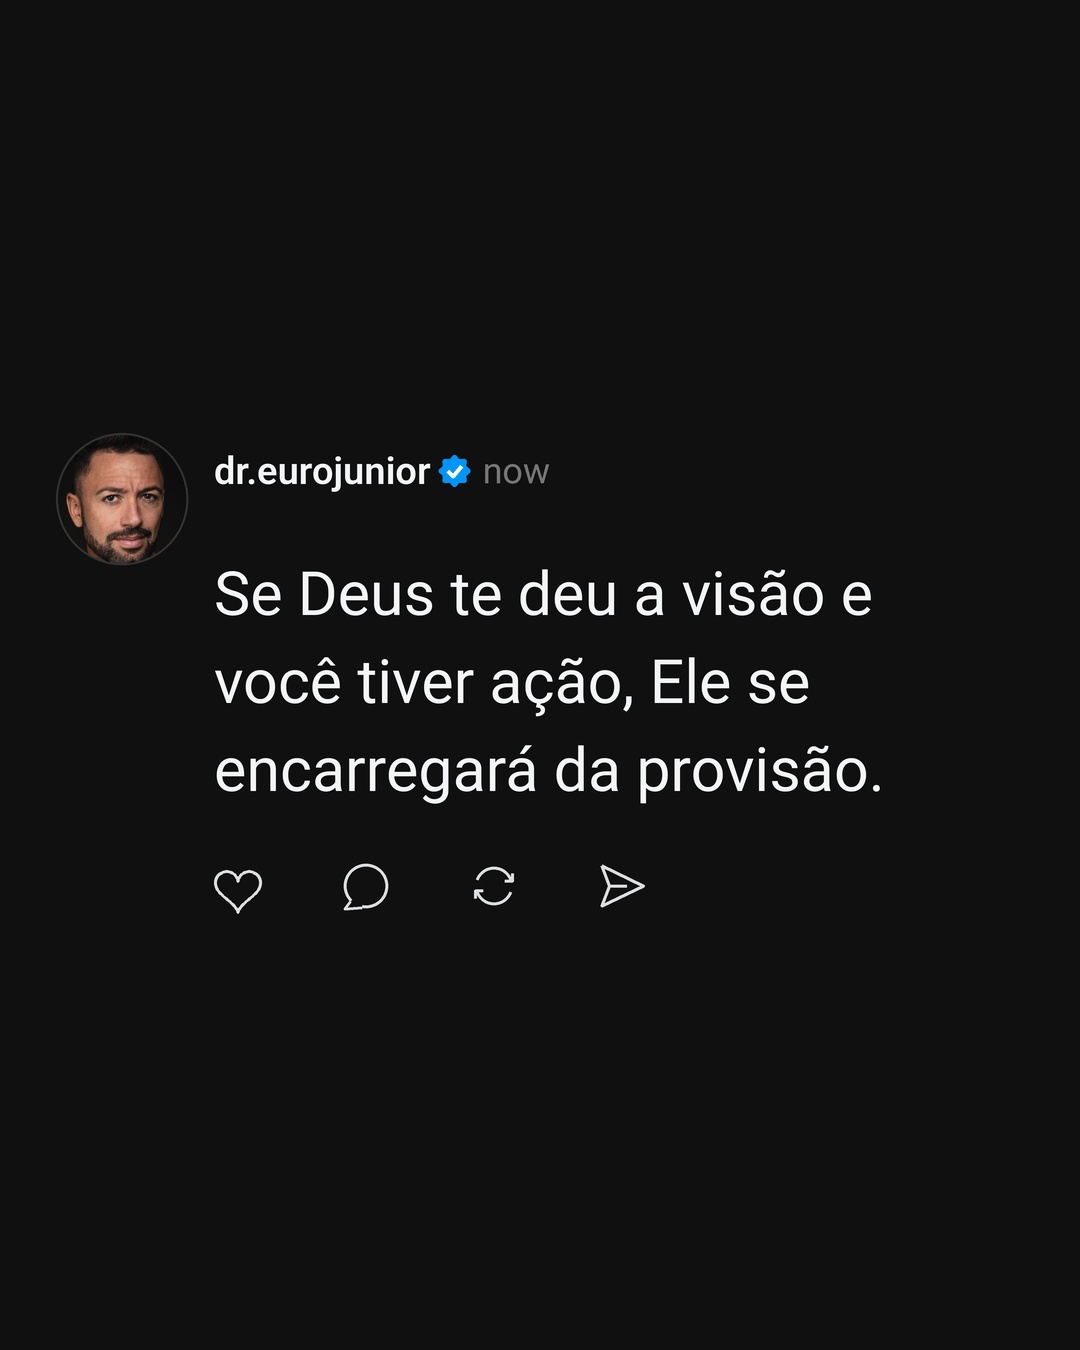 dr.eurojunior now
Se Deus te deu a visão e
você tiver ação, Ele se
encarregará da provisão.